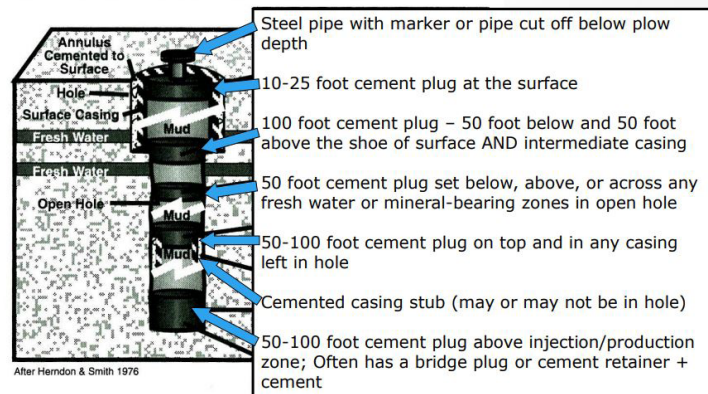 Steel pipe with marker or pipe cut off below plow
depth
Annulus
Cemented to
Surface
10-25 foot cement plug at the surface
Hole
Surface Casing
Mud
100 foot cement plug – 50 foot below and 50 foot
above the shoe of surface AND intermediate casing
Fresh Water
Fresh Water
50 foot cement plug set below, above, or across any
fresh water or mineral-bearing zones in open hole
Open Hole
Mud
50-100 foot cement plug on top and in any casing
left in hole
Mud
Cemented casing stub (may or may not be in hole)
50-100 foot cement plug above injection/production
zone; Often has a bridge plug or cement retainer +
cement
After Herndon & Smith 1976